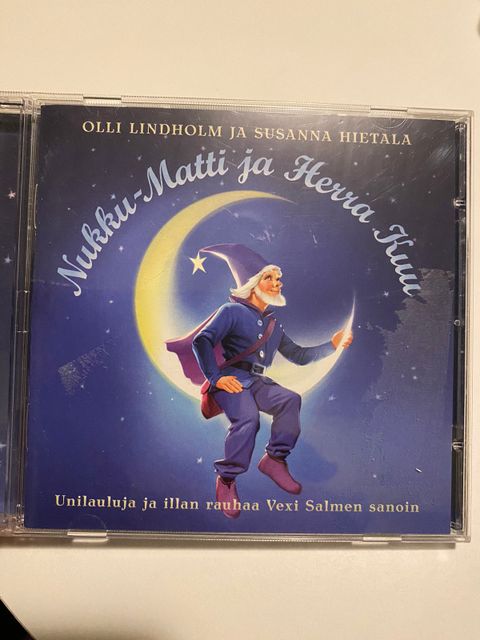 OLLI LINDHOLM JA SUSANNA HIETALA
Nukku-Matti ja Herra Kuu
Unilauluja ja illan rauhaa Vexi Salmen sanoin